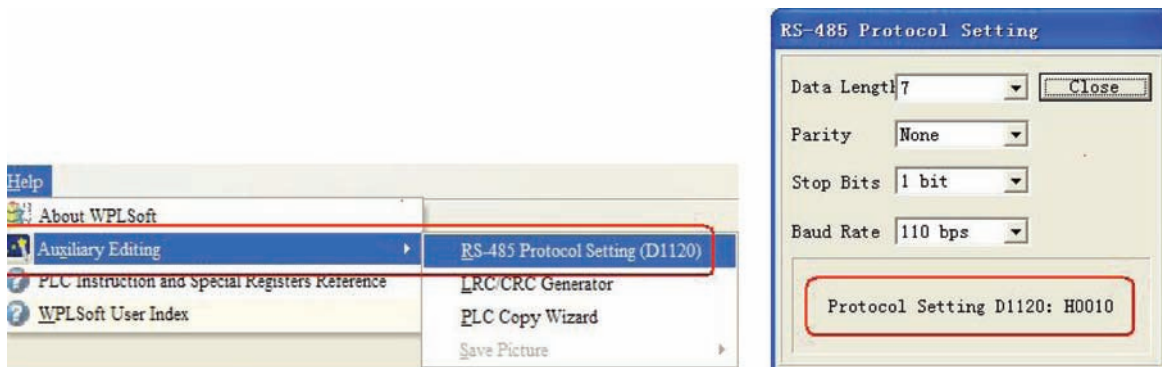 Help
About WPLSoft
Auxiliary Editing
RS-485 Protocol Setting (D1120)
PLC Instruction and Special Registers Reference
LRC/CRC Generator
WPLSoft User Index
PLC Copy Wizard
Save Picture
RS-485 Protocol Setting
Data Lengtl 7 Close
Parity None
Stop Bits 1 bit
Baud Rate 110 bps
Protocol Setting D1120: H0010